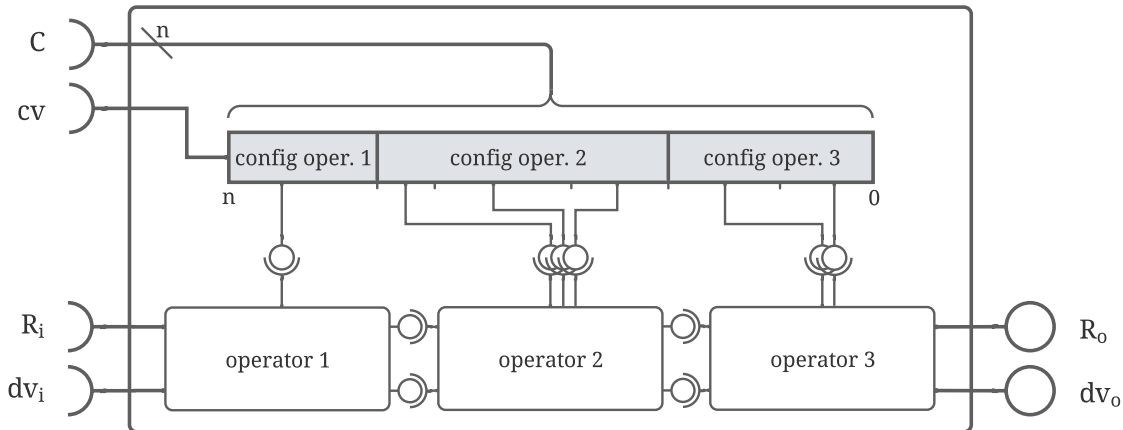 C
n
cv
config oper. 1 config oper. 2 config oper. 3
n 0
Rᵢ Rₒ
operator 1 operator 2 operator 3
dvᵢ dvₒ